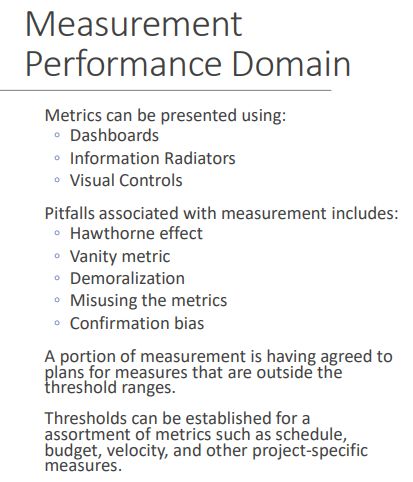 Measurement
Performance Domain
Metrics can be presented using:
◦ Dashboards
◦ Information Radiators
◦ Visual Controls
Pitfalls associated with measurement includes:
◦ Hawthorne effect
◦ Vanity metric
◦ Demoralization
◦ Misusing the metrics
◦ Confirmation bias
A portion of measurement is having agreed to
plans for measures that are outside the
threshold ranges.
Thresholds can be established for a
assortment of metrics such as schedule,
budget, velocity, and other project-specific
measures.